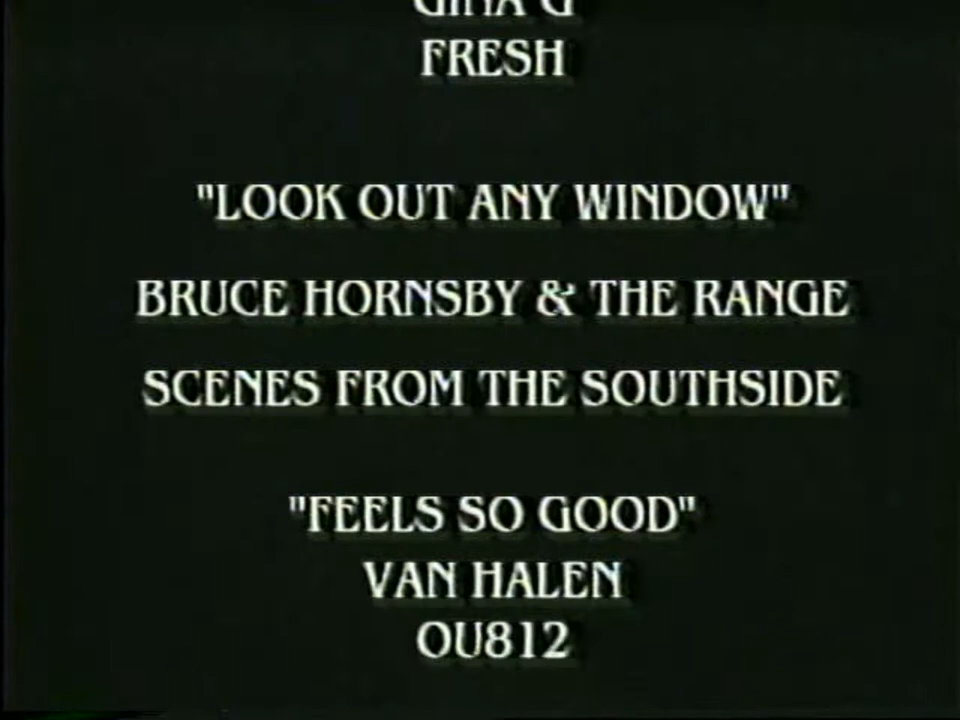 GINA G
FRESH
"LOOK OUT ANY WINDOW"
BRUCE HORNSBY & THE RANGE
SCENES FROM THE SOUTHSIDE
"FEELS SO GOOD"
VAN HALEN
OU812